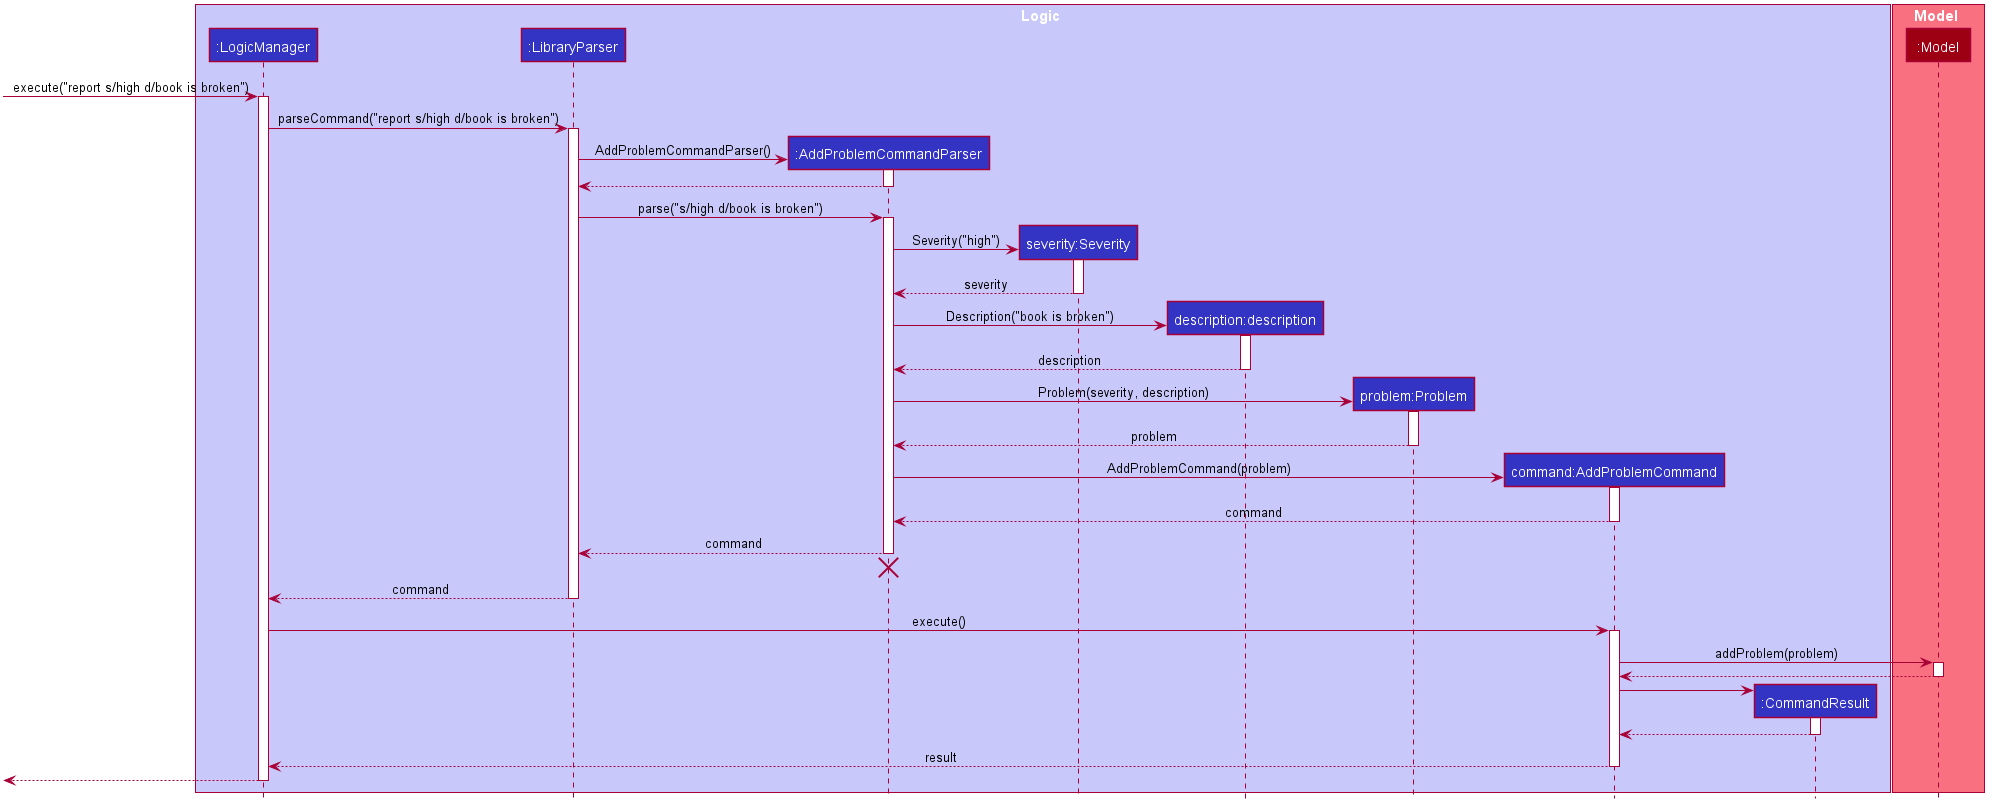 Logic
Model
:LogicManager
:LibraryParser
:Model
execute("report s/high d/book is broken")
parseCommand("report s/high d/book is broken")
AddProblemCommandParser()
:AddProblemCommandParser
parse("s/high d/book is broken")
Severity("high")
severity:Severity
severity
Description("book is broken")
description:description
description
Problem(severity, description)
problem:Problem
problem
AddProblemCommand(problem)
command:AddProblemCommand
command
command
command
execute()
addProblem(problem)
:CommandResult
result